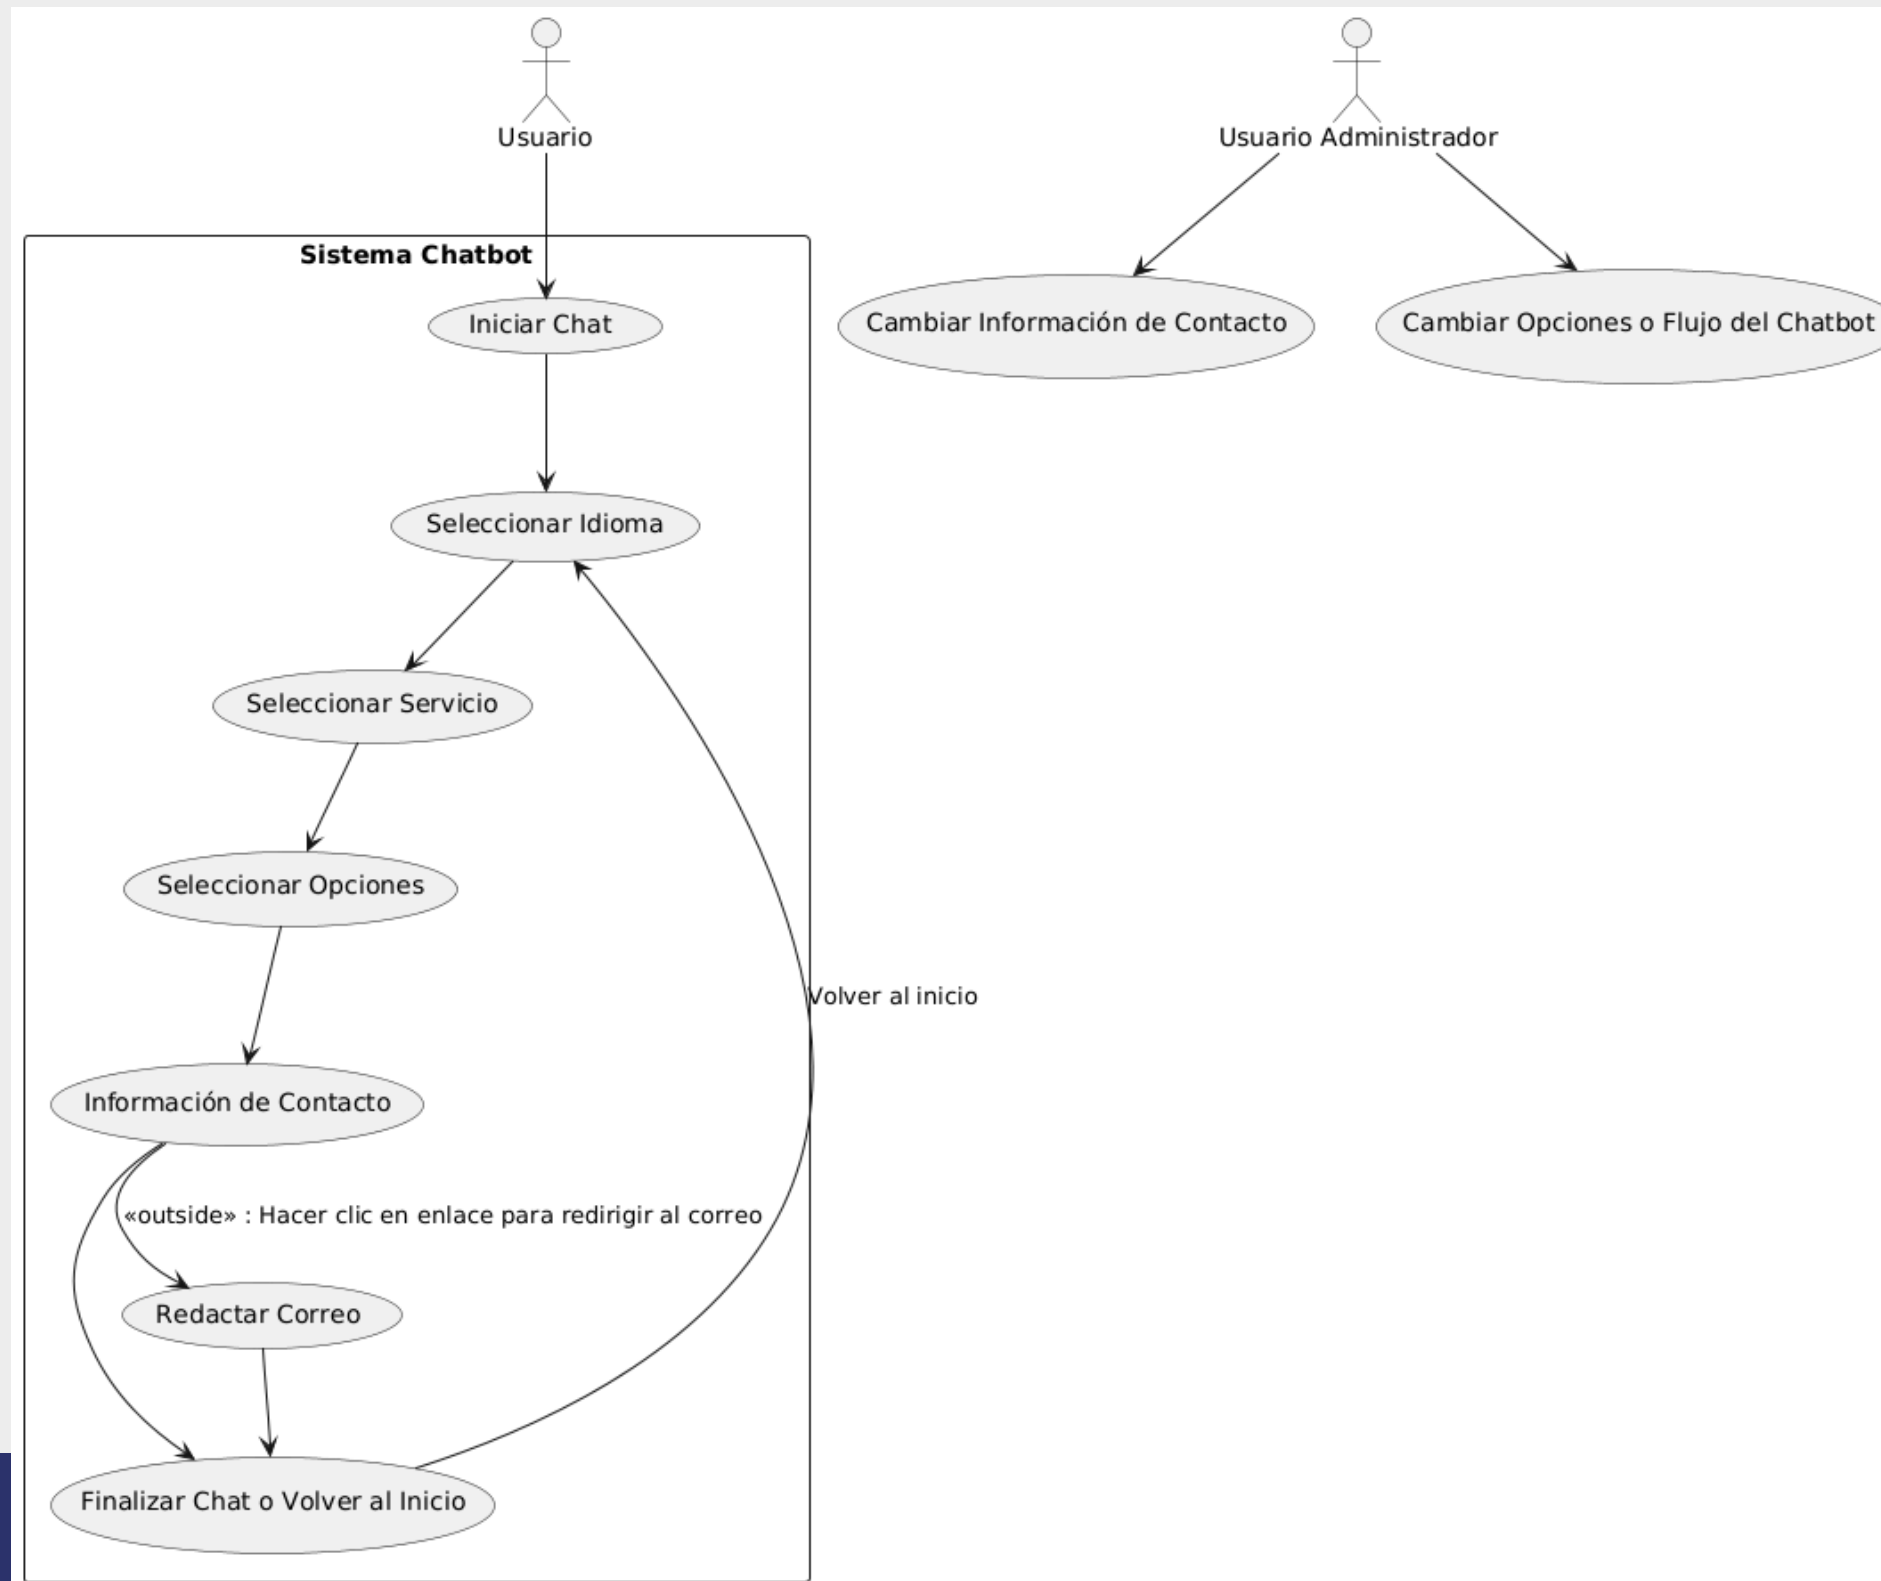 Usuario
Usuario Administrador
Sistema Chatbot
Iniciar Chat
Cambiar Información de Contacto
Cambiar Opciones o Flujo del Chatbot
Seleccionar Idioma
Seleccionar Servicio
Seleccionar Opciones
Volver al inicio
Información de Contacto
«outside» : Hacer clic en enlace para redirigir al correo
Redactar Correo
Finalizar Chat o Volver al Inicio